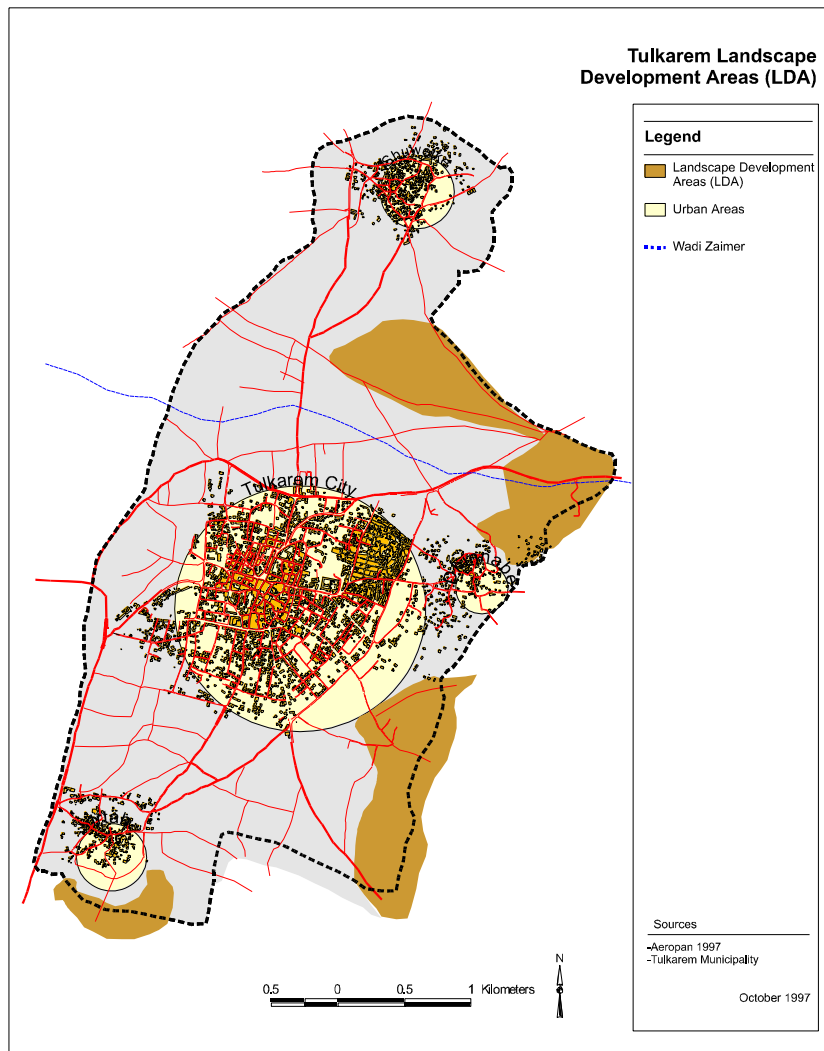 Tulkarem Landscape
Development Areas (LDA)
Legend
Landscape Development
Areas (LDA)
Urban Areas
Wadi Zaimer
Tulkarem City
Sources
-Aeropan 1997
-Tulkarem Municipality
October 1997
N
0.5 0 0.5 1 Kilometers